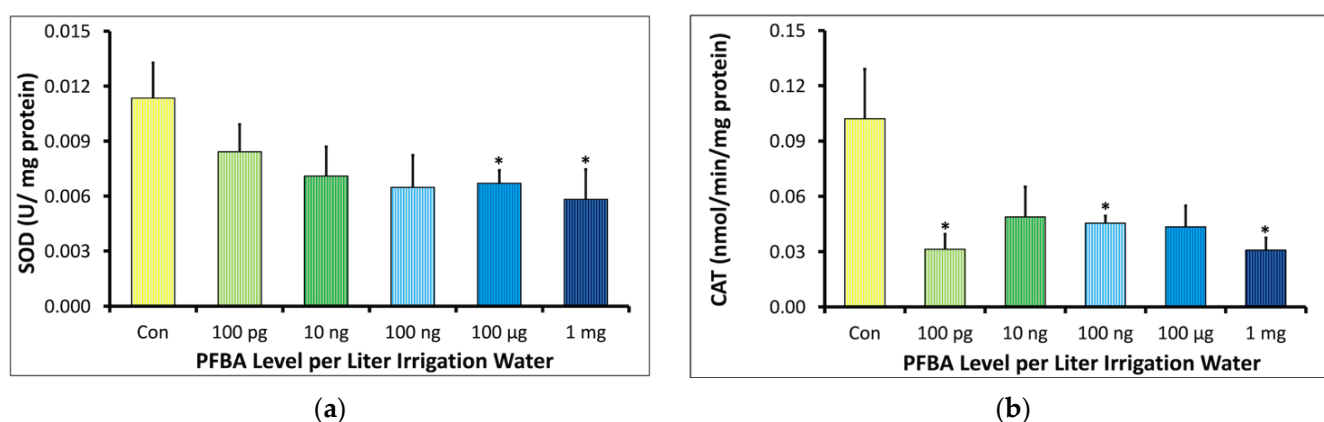 0.015
0.012
0.009
0.006
0.003
0.000
SOD (U/ mg protein)
* *
Con 100 pg 10 ng 100 ng 100 µg 1 mg
PFBA Level per Liter Irrigation Water
(a)
0.15
0.12
0.09
0.06
0.03
0.00
CAT (nmol/min/mg protein)
* * *
Con 100 pg 10 ng 100 ng 100 µg 1 mg
PFBA Level per Liter Irrigation Water
(b)